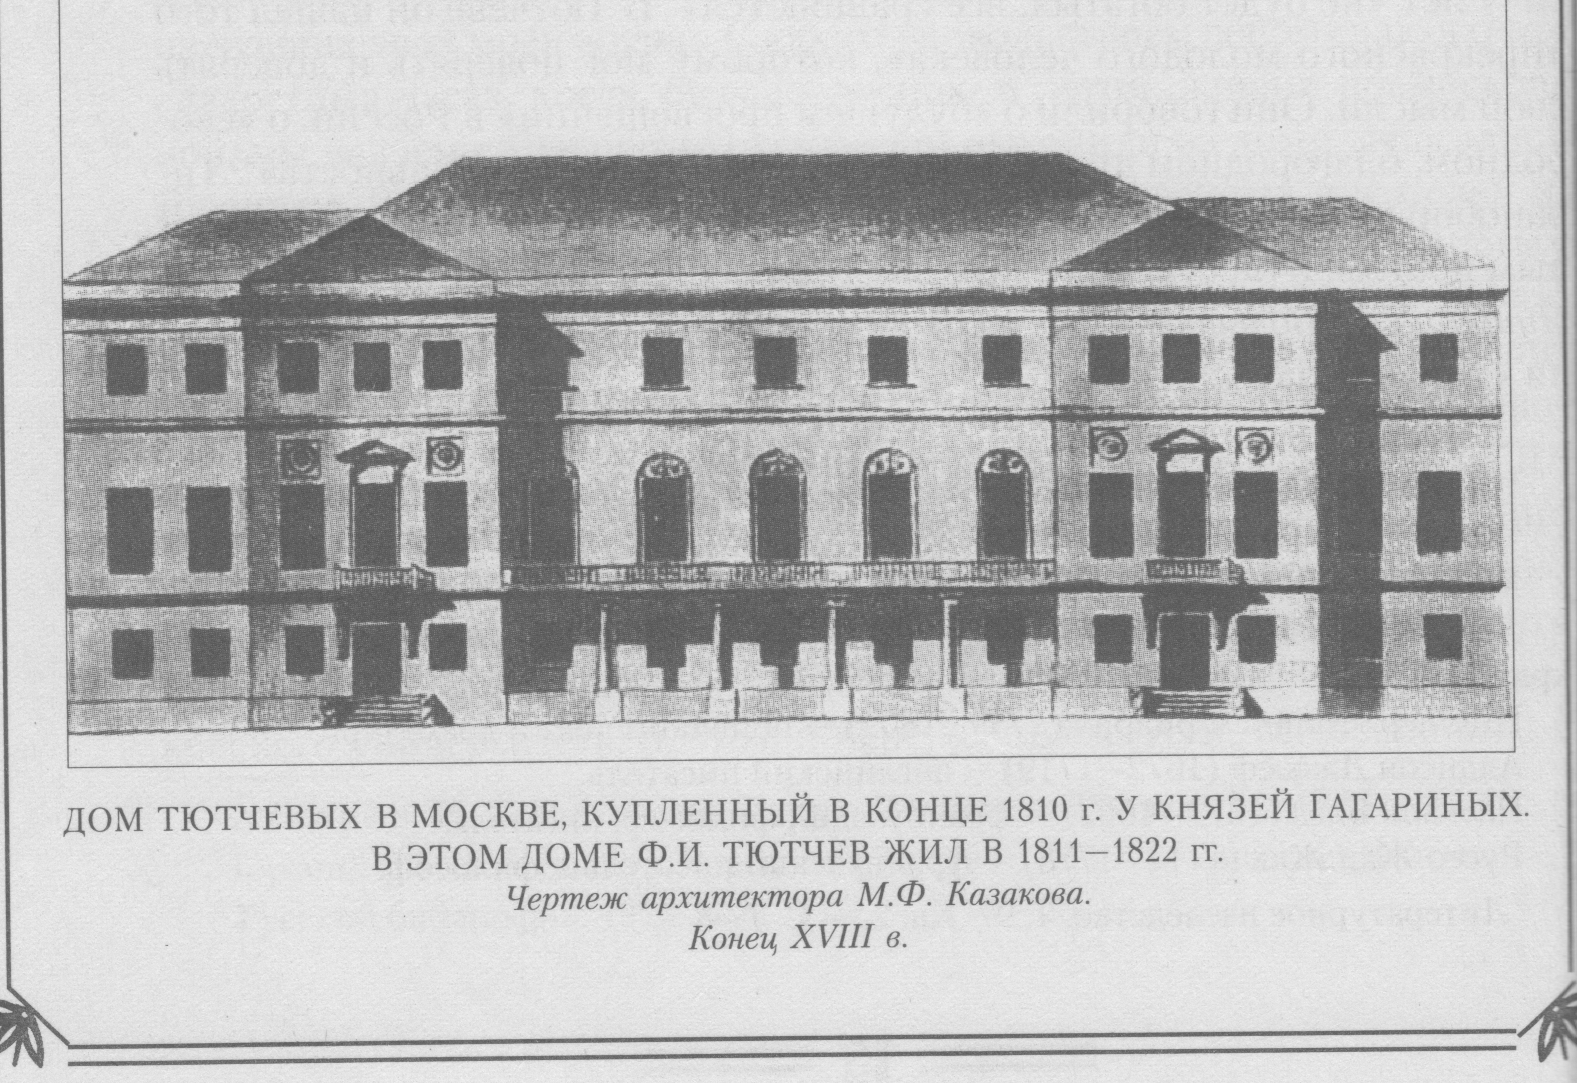 ДОМ ТЮТЧЕВЫХ В МОСКВЕ, КУПЛЕННЫЙ В КОНЦЕ 1810 г. У КНЯЗЕЙ ГАГАРИНЫХ.
В ЭТОМ ДОМЕ Ф.И. ТЮТЧЕВ ЖИЛ В 1811—1822 гг.
Чертеж архитектора М.Ф. Казакова.
Конец XVIII в.